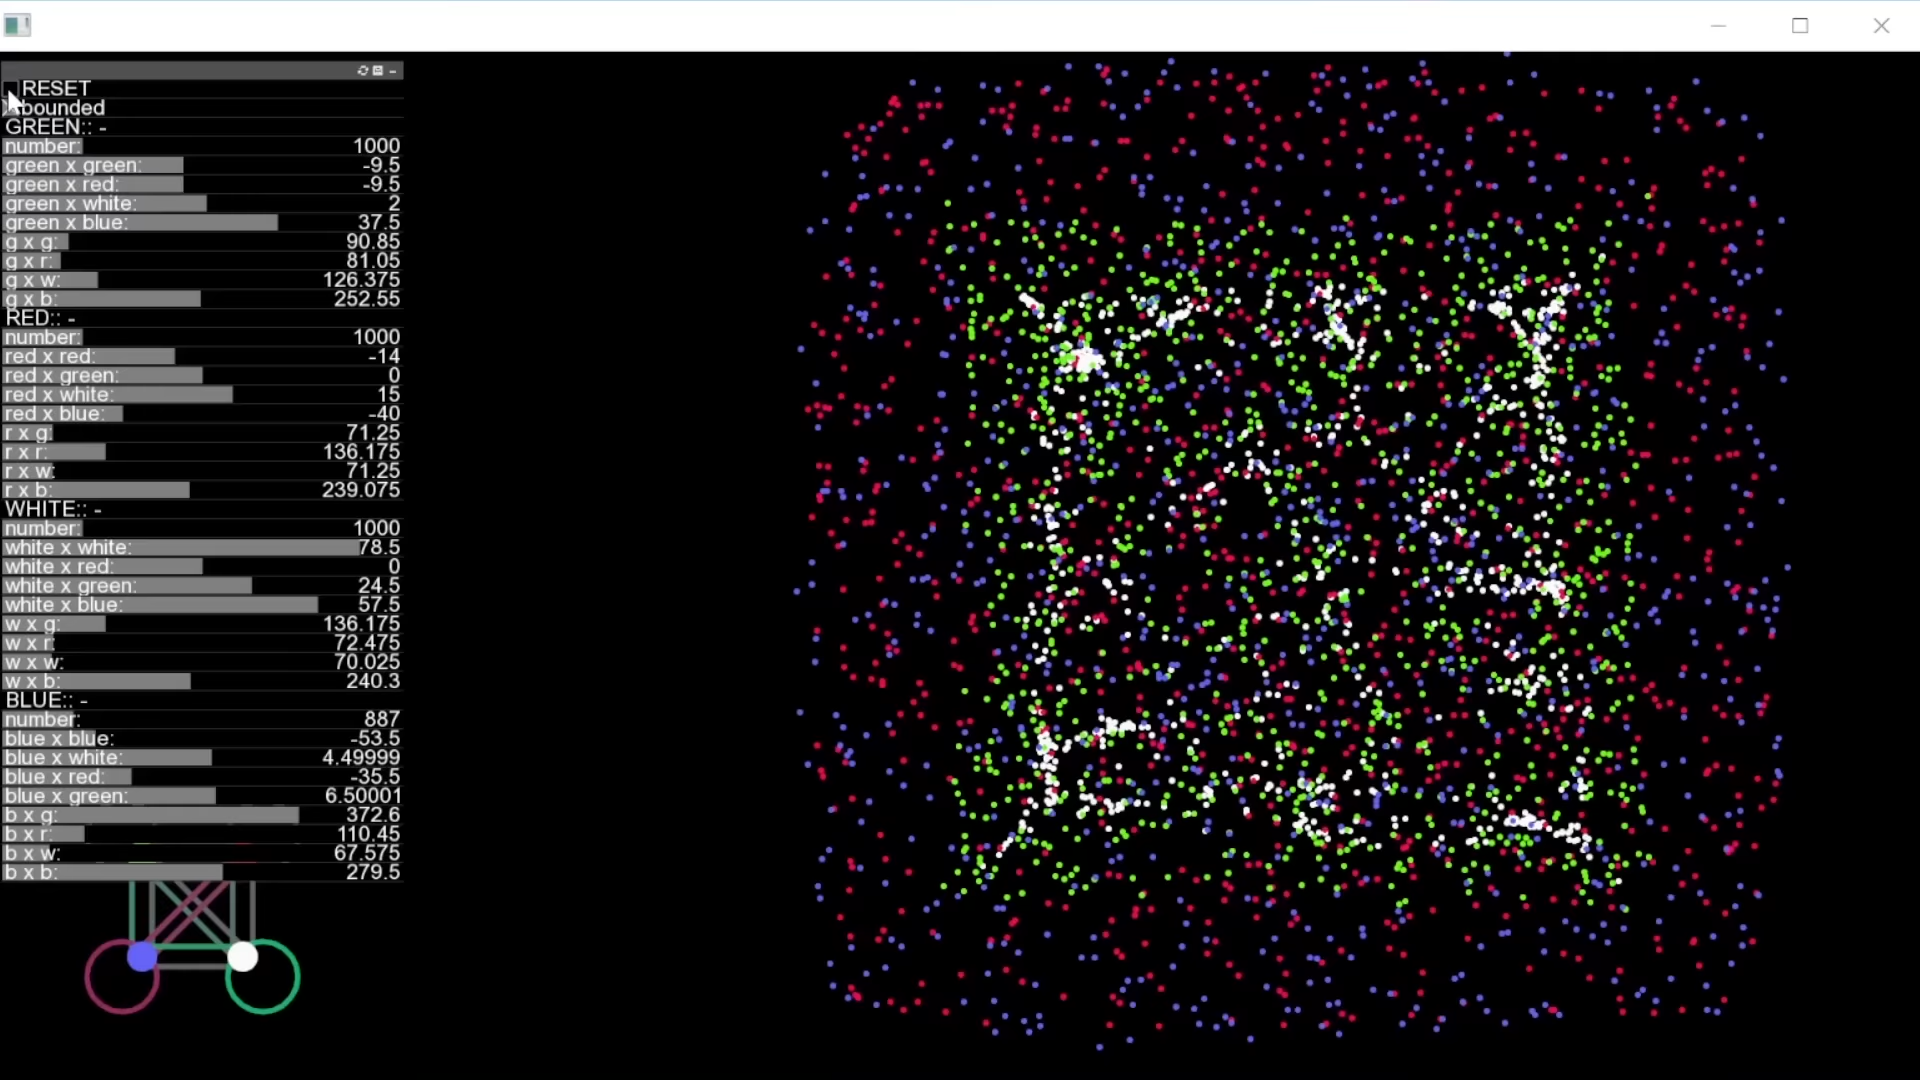 RESET
bounded
GREEN:: -
number: 1000
green x green: -9.5
green x red: -9.5
green x white: 2
green x blue: 37.5
g x g: 90.85
g x r: 81.05
g x w: 126.375
g x b: 252.55
RED:: -
number: 1000
red x red: -14
red x green: 0
red x white: 15
red x blue: -40
r x g: 71.25
r x r: 136.175
r x w: 71.25
r x b: 239.075
WHITE:: -
number: 1000
white x white: 78.5
white x red: 0
white x green: 24.5
white x blue: 57.5
w x g: 136.175
w x r: 72.475
w x w: 70.025
w x b: 240.3
BLUE:: -
number: 887
blue x blue: -53.5
blue x white: 4.49999
blue x red: -35.5
blue x green: 6.50001
b x g: 372.6
b x r: 110.45
b x w: 67.575
b x b: 279.5